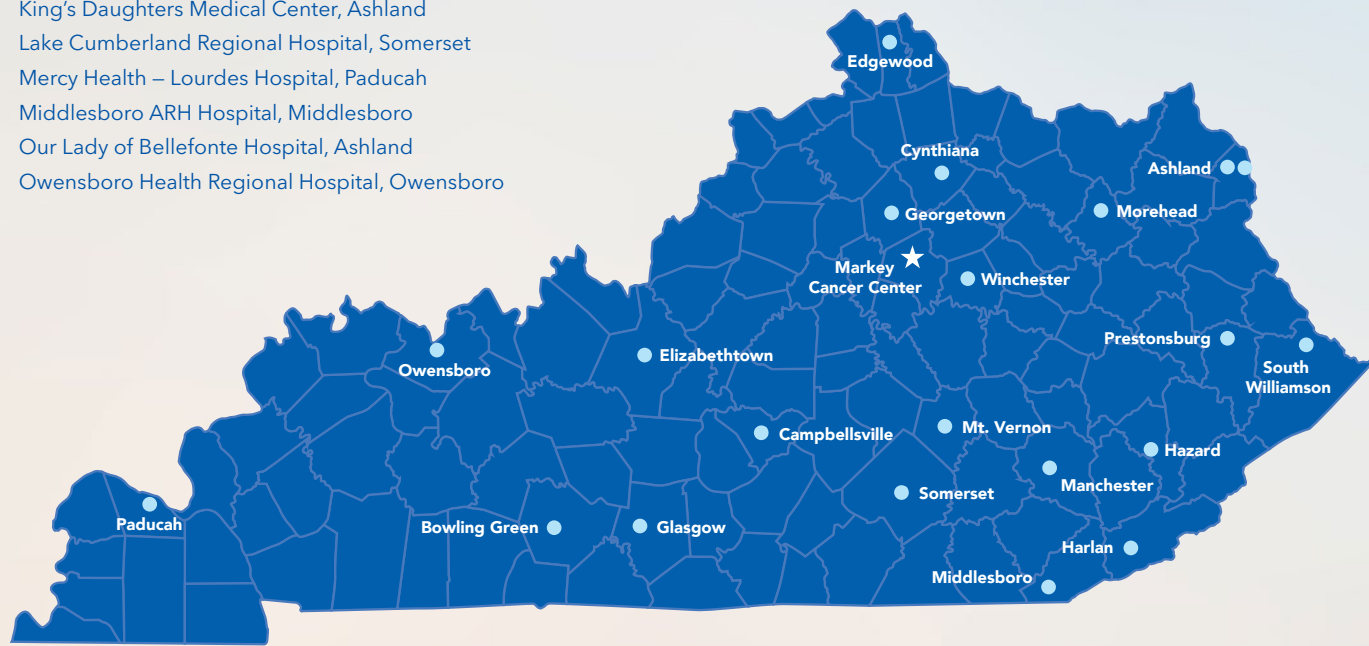 King’s Daughters Medical Center, Ashland
Lake Cumberland Regional Hospital, Somerset
Mercy Health – Lourdes Hospital, Paducah
Middlesboro ARH Hospital, Middlesboro
Our Lady of Bellefonte Hospital, Ashland
Owensboro Health Regional Hospital, Owensboro
Edgewood
Cynthiana
Ashland
Georgetown
Morehead
Markey
Cancer Center
Winchester
Prestonsburg
South
Williamson
Owensboro
Elizabethtown
Campbellsville
Mt. Vernon
Hazard
Manchester
Somerset
Paducah
Bowling Green
Glasgow
Harlan
Middlesboro